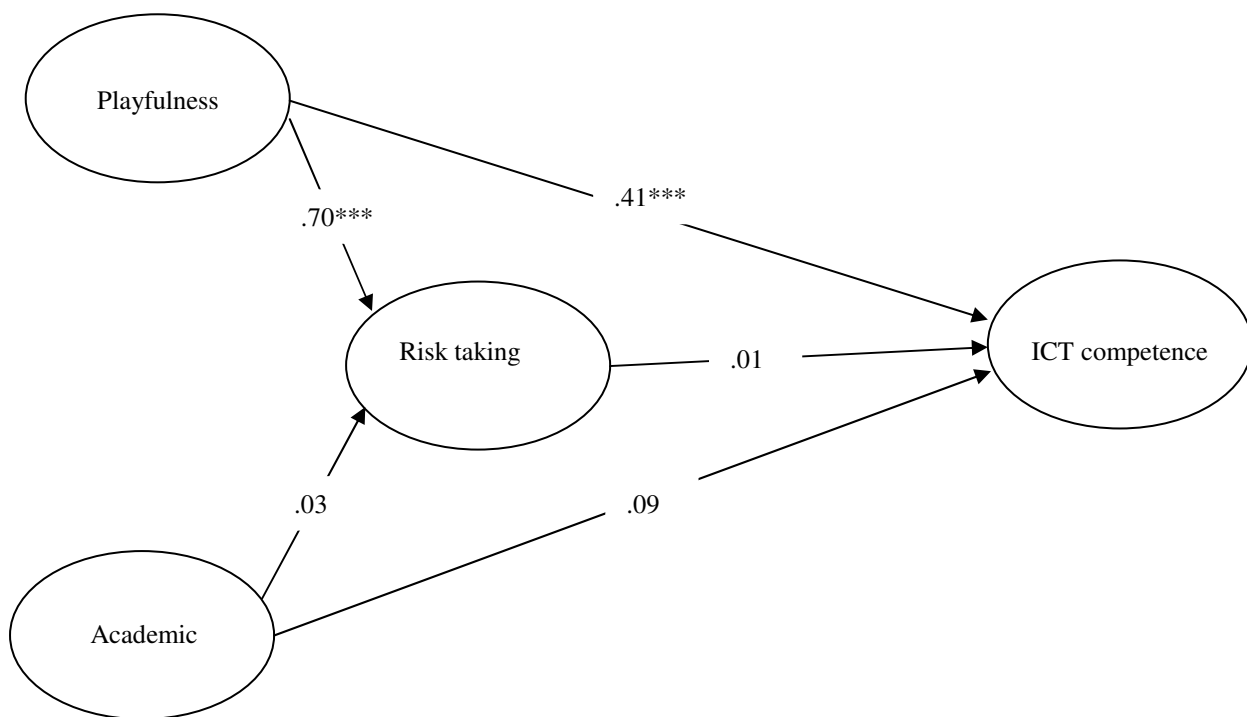 Playfulness
.41***
.70***
Risk taking
.01
ICT competence
.03
.09
Academic